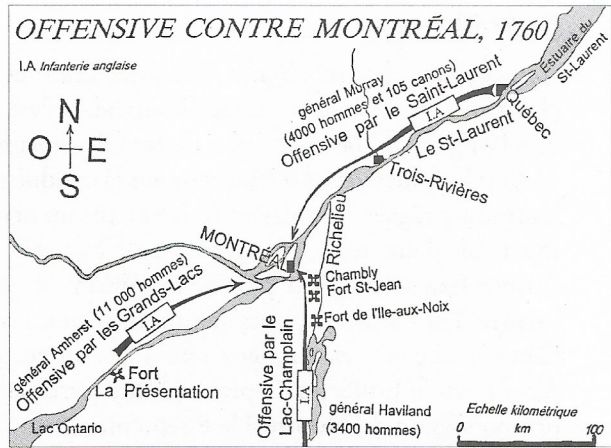 OFFENSIVE CONTRE MONTRÉAL, 1760
I.A Infanterie anglaise
N
O E
S
Estuaire du
St-Laurent
Québec
général Murray
(4000 hommes et 105 canons)
Offensive par le Saint-Laurent
I.A
Le St-Laurent
Trois-Rivières
Richelieu
MONTRÉAL
Chambly
Fort St-Jean
Fort de l'Ile-aux-Noix
général Amherst (11 000 hommes)
Offensive par les Grands-Lacs
I.A
Fort
La Présentation
Lac Ontario
Offensive par le
Lac-Champlain
I.A
général Haviland
(3400 hommes)
Echelle kilométrique
0 km 100